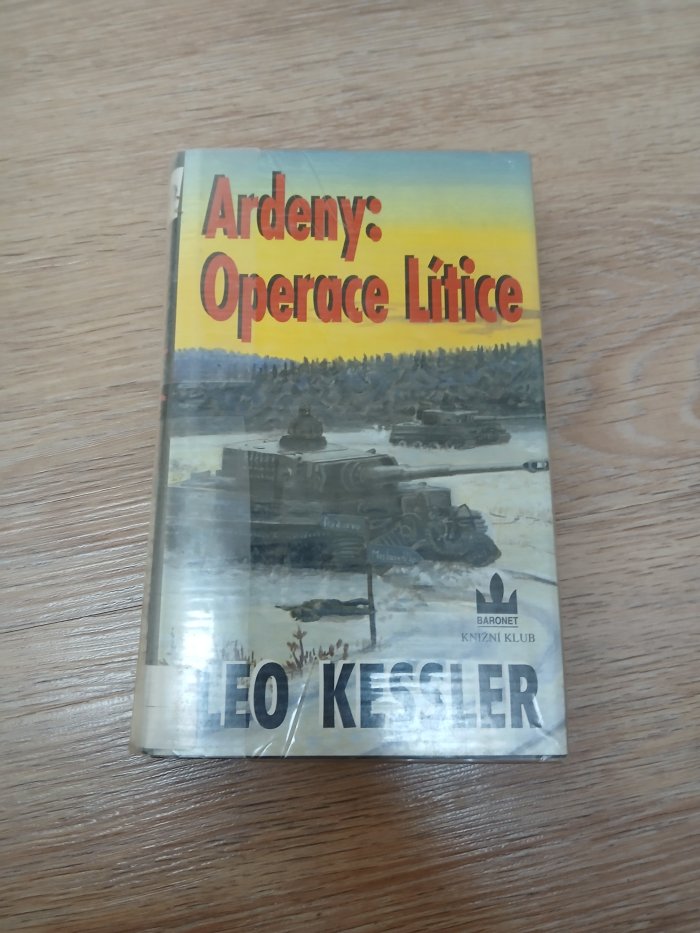 Ardeny:
Operace Lítice
BARONET
KNIŽNÍ KLUB
LEO KESSLER